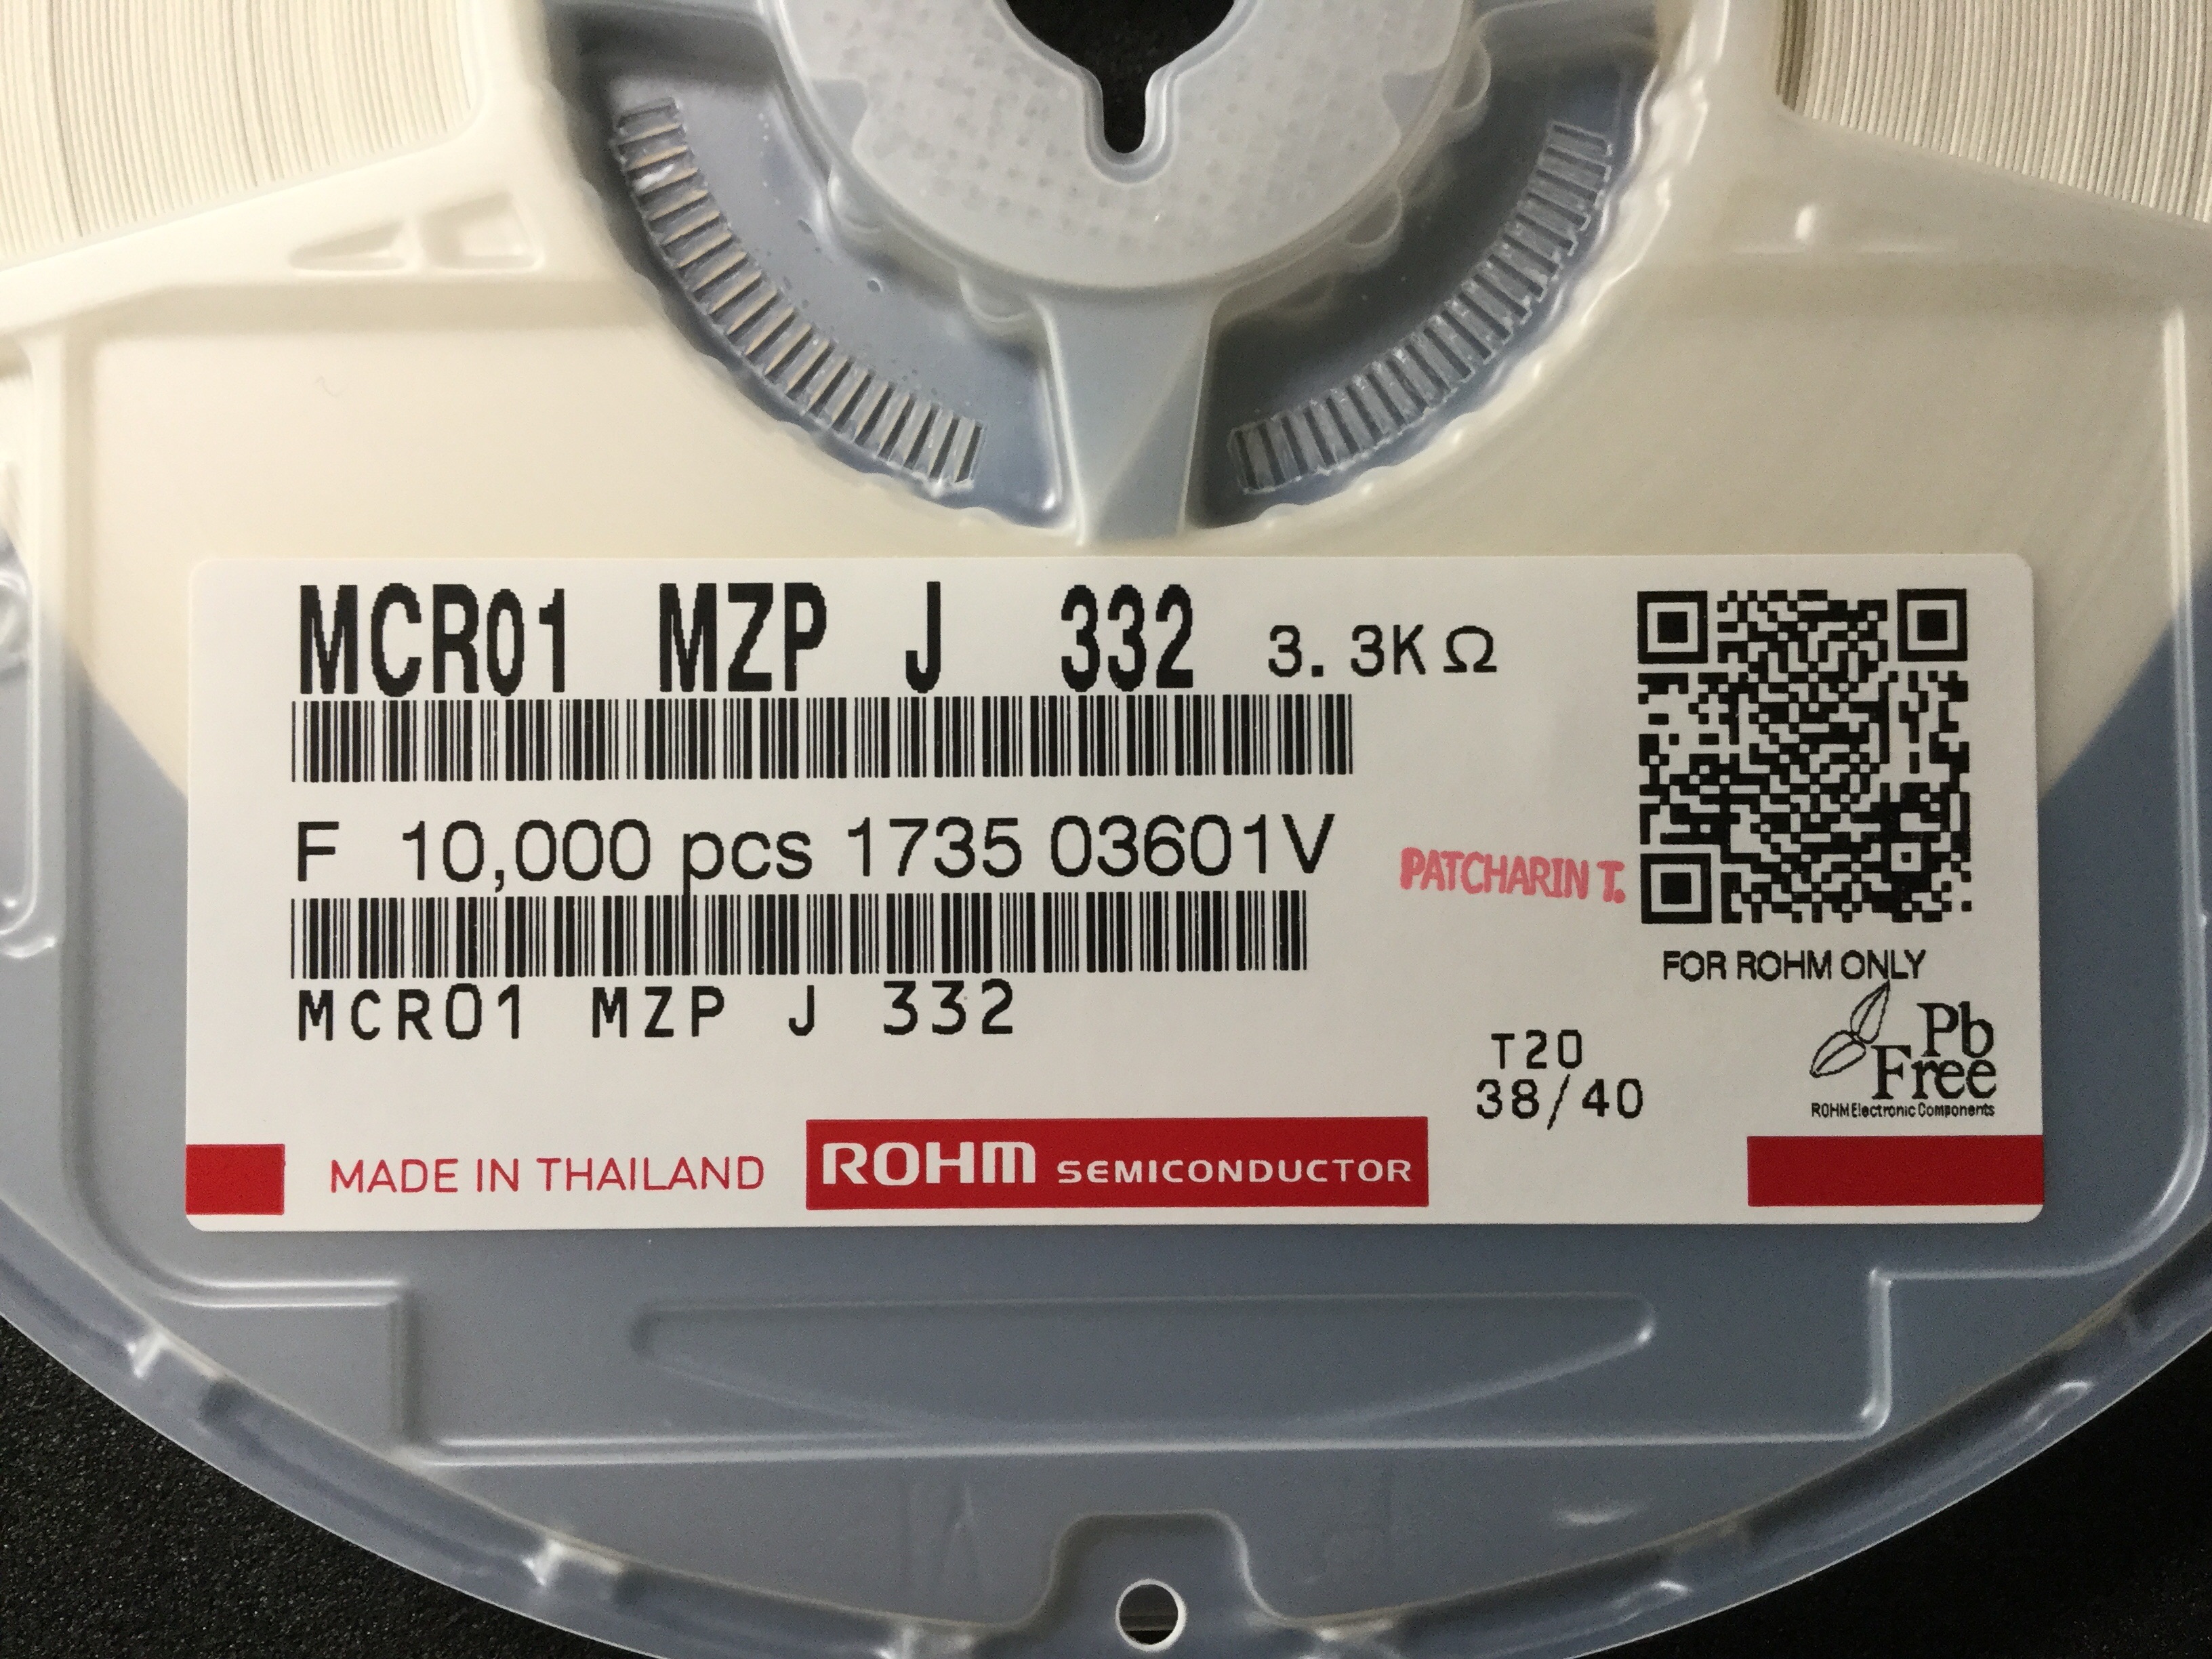 MCR01 MZP J 332 3.3KΩ
F 10,000 pcs 1735 03601V
PATCHARIN T.
MCR01 MZP J 332
FOR ROHM ONLY
Pb
Free
ROHM Electronic Components
T20
38/40
MADE IN THAILAND
ROHM SEMICONDUCTOR